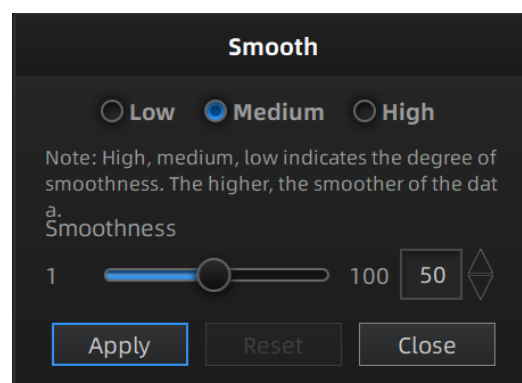 Smooth
Low Medium High
Note: High, medium, low indicates the degree of
smoothness. The higher, the smoother of the dat
a.
Smoothness
1 100 50
Apply Reset Close